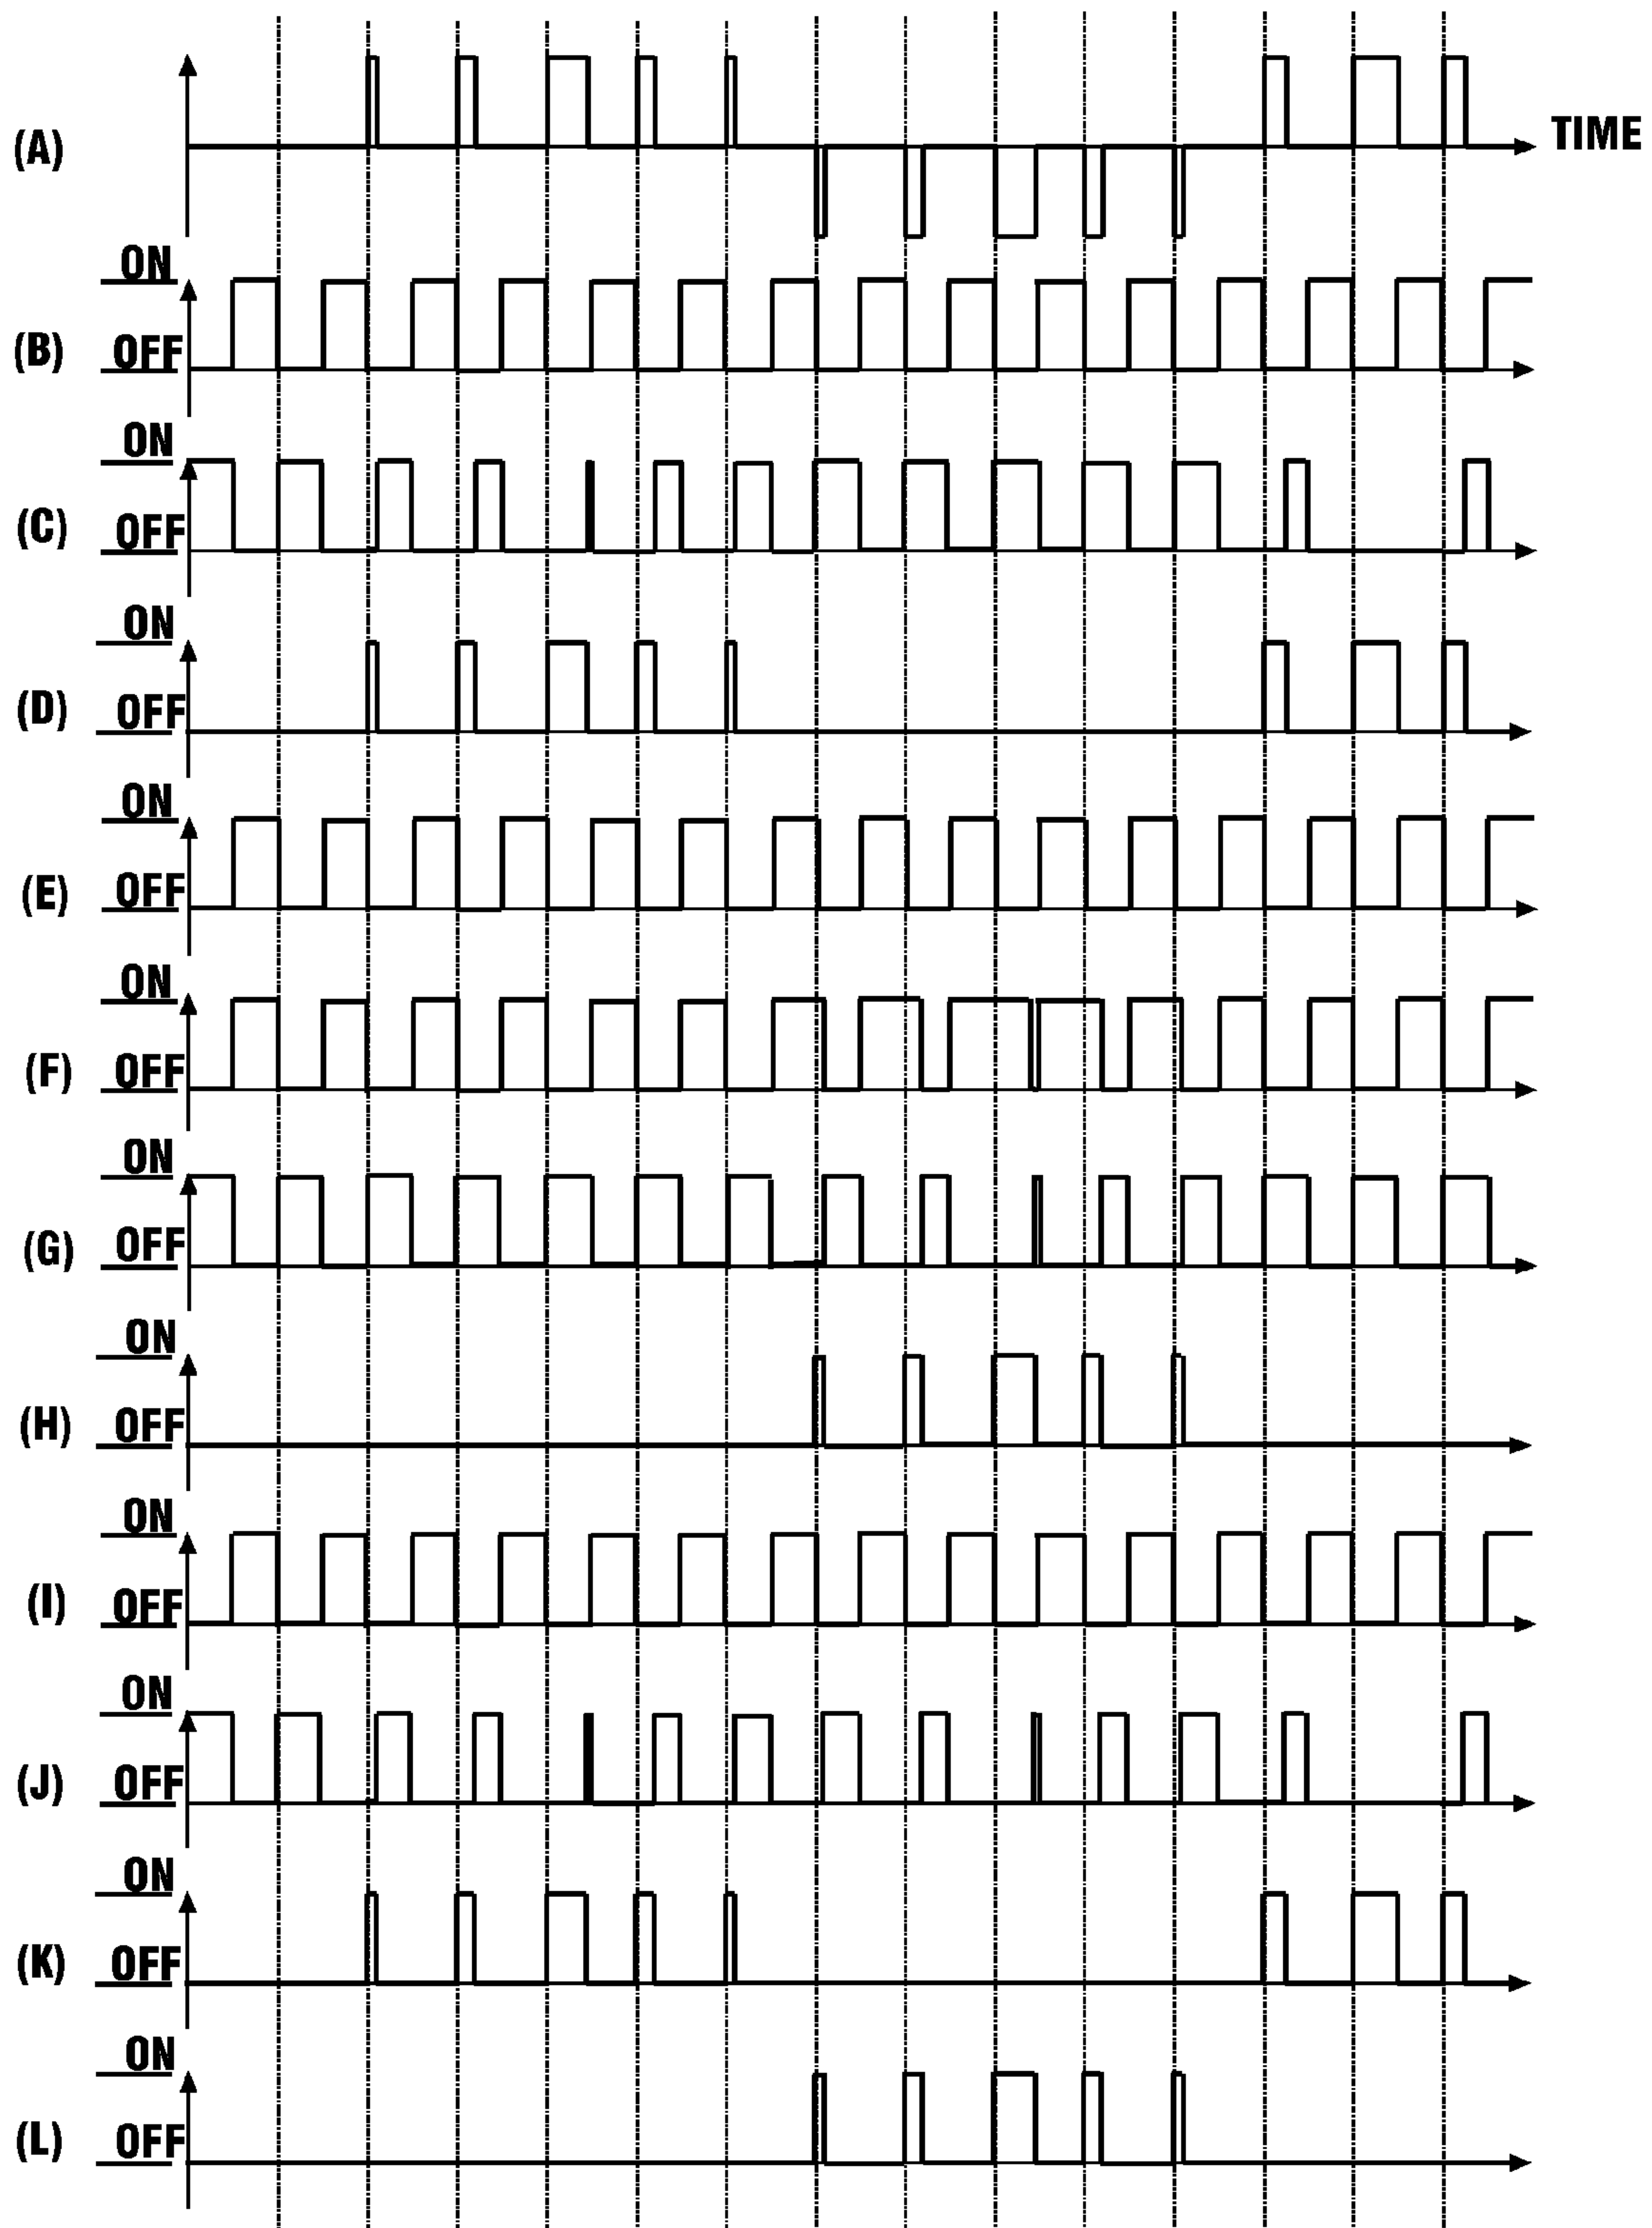 (A)
TIME
ON
(B) OFF
ON
(C) OFF
ON
(D) OFF
ON
(E) OFF
ON
(F) OFF
ON
(G) OFF
ON
(H) OFF
ON
(I) OFF
ON
(J) OFF
ON
(K) OFF
ON
(L) OFF